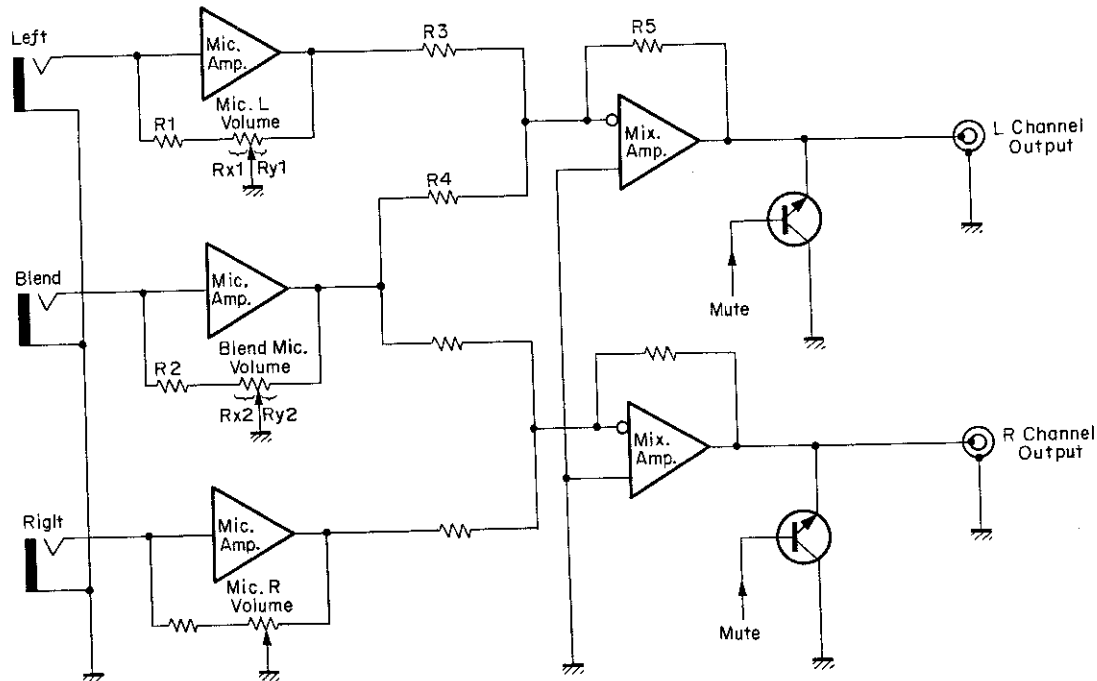 Left
Mic.
Amp.
R3
R5
R1
Mic. L
Volume
Rx1
Ry1
Mix.
Amp.
L Channel
Output
R4
Mute
Blend
Mic.
Amp.
R2
Blend Mic.
Volume
Rx2
Ry2
Mix.
Amp.
R Channel
Output
Riglt
Mic.
Amp.
Mic. R
Volume
Mute